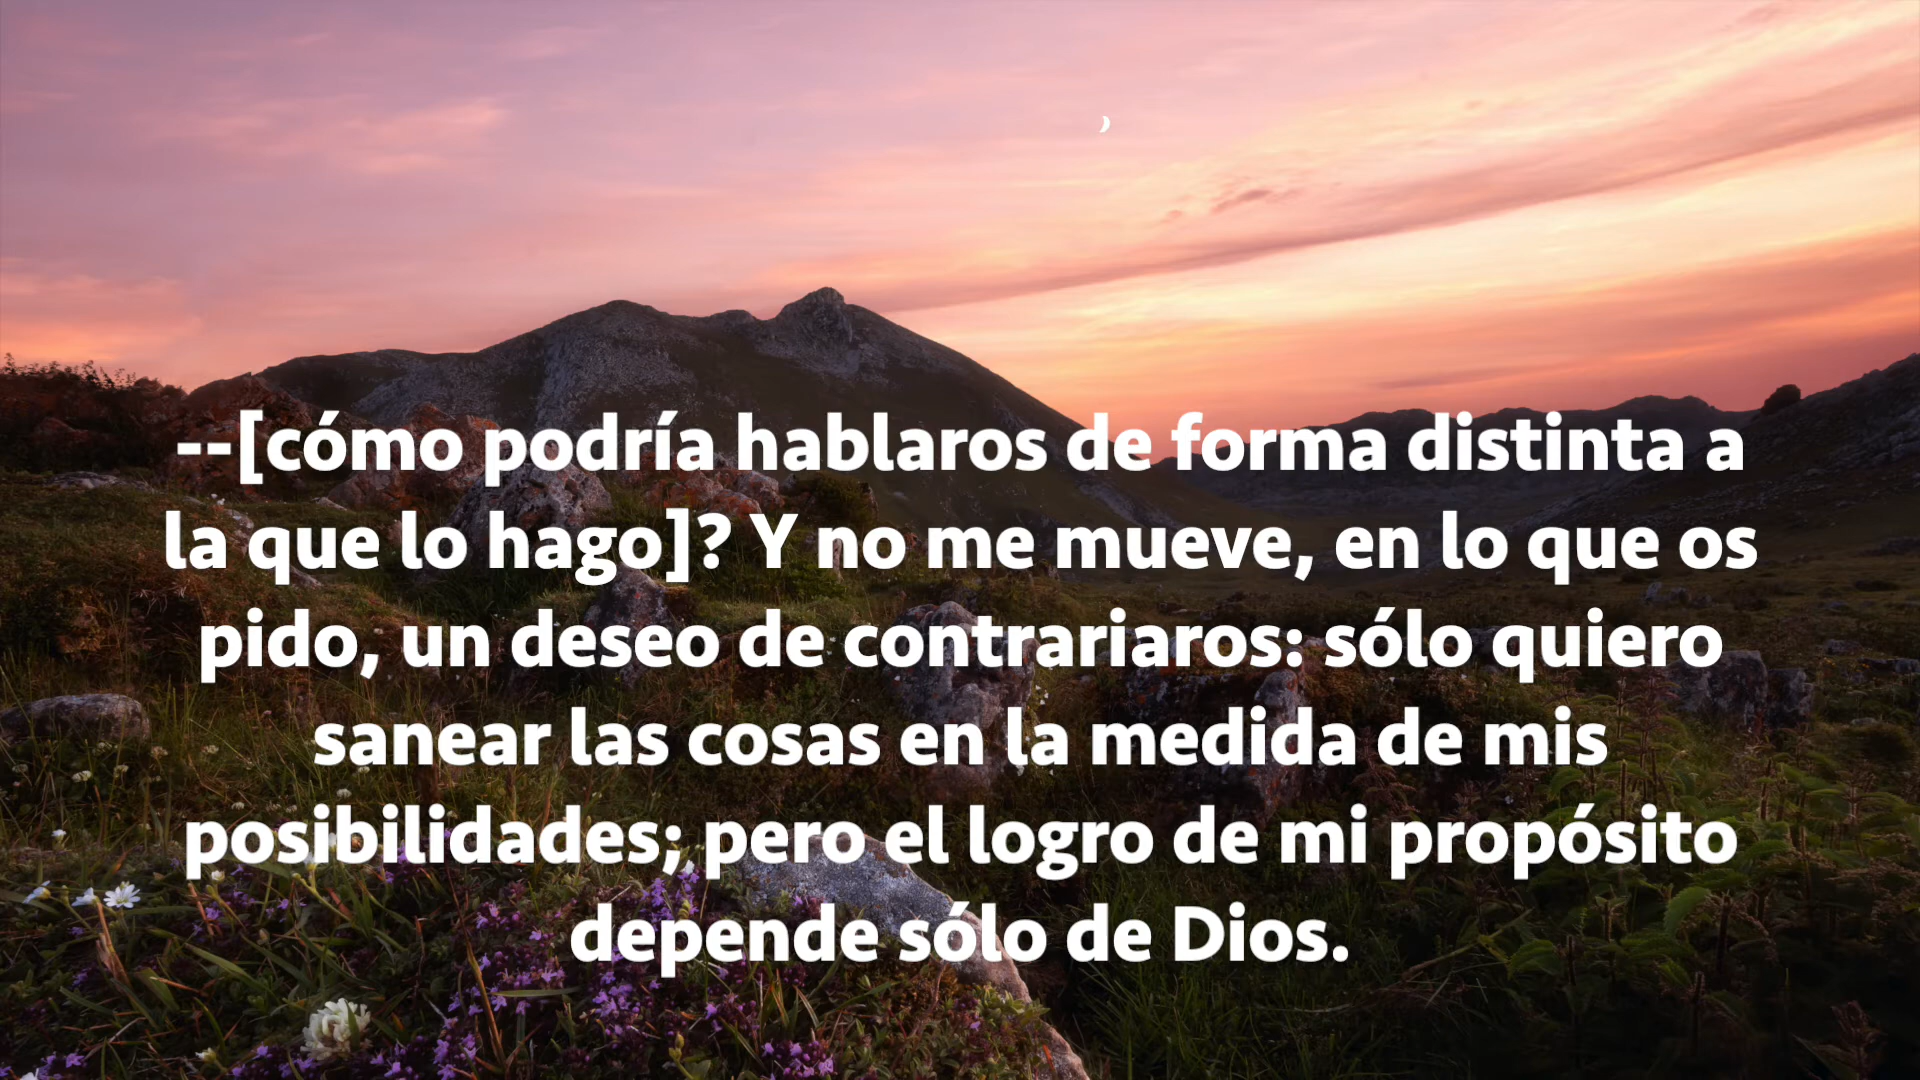 --[cómo podría hablaros de forma distinta a
la que lo hago]? Y no me mueve, en lo que os
pido, un deseo de contrariaros: sólo quiero
sanear las cosas en la medida de mis
posibilidades; pero el logro de mi propósito
depende sólo de Dios.